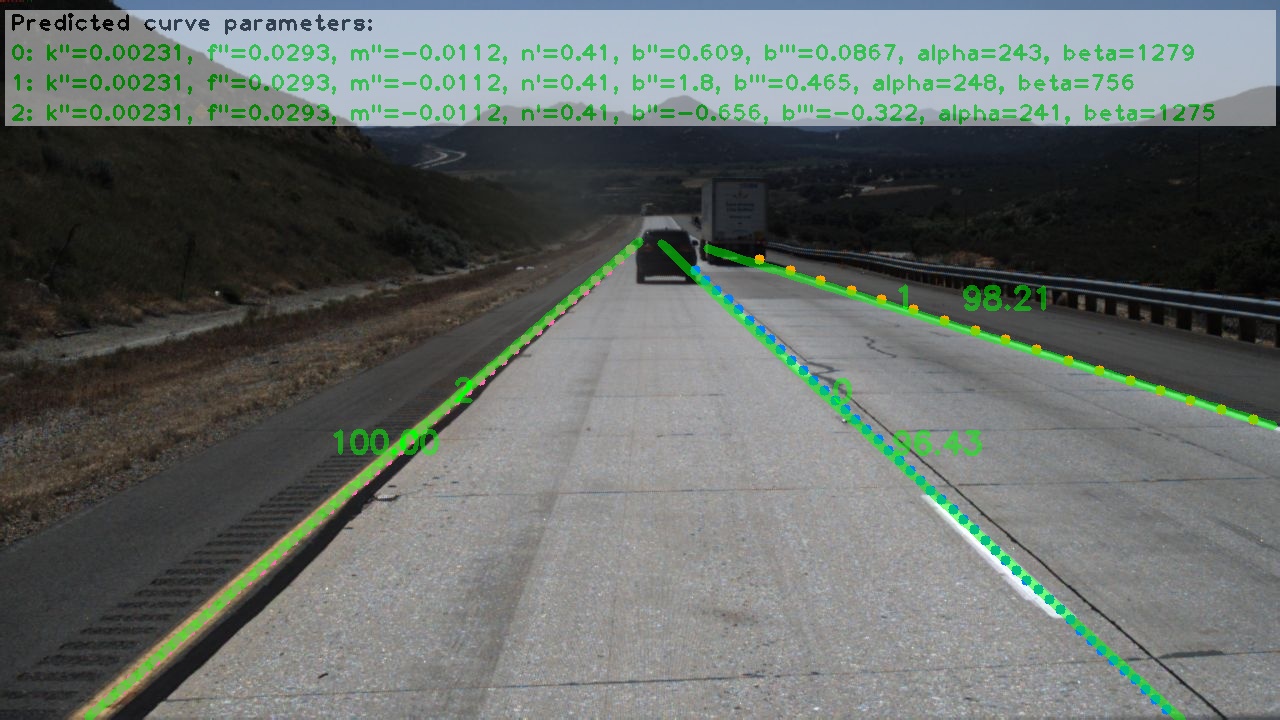 Predicted curve parameters:
0: k''=0.00231, f''=0.0293, m''=-0.0112, n'=0.41, b''=0.609, b'''=0.0867, alpha=243, beta=1279
1: k''=0.00231, f''=0.0293, m''=-0.0112, n'=0.41, b''=1.8, b'''=0.465, alpha=248, beta=756
2: k''=0.00231, f''=0.0293, m''=-0.0112, n'=0.41, b''=-0.656, b'''=-0.322, alpha=241, beta=1275
1 98.21
2 0
100.00 96.43